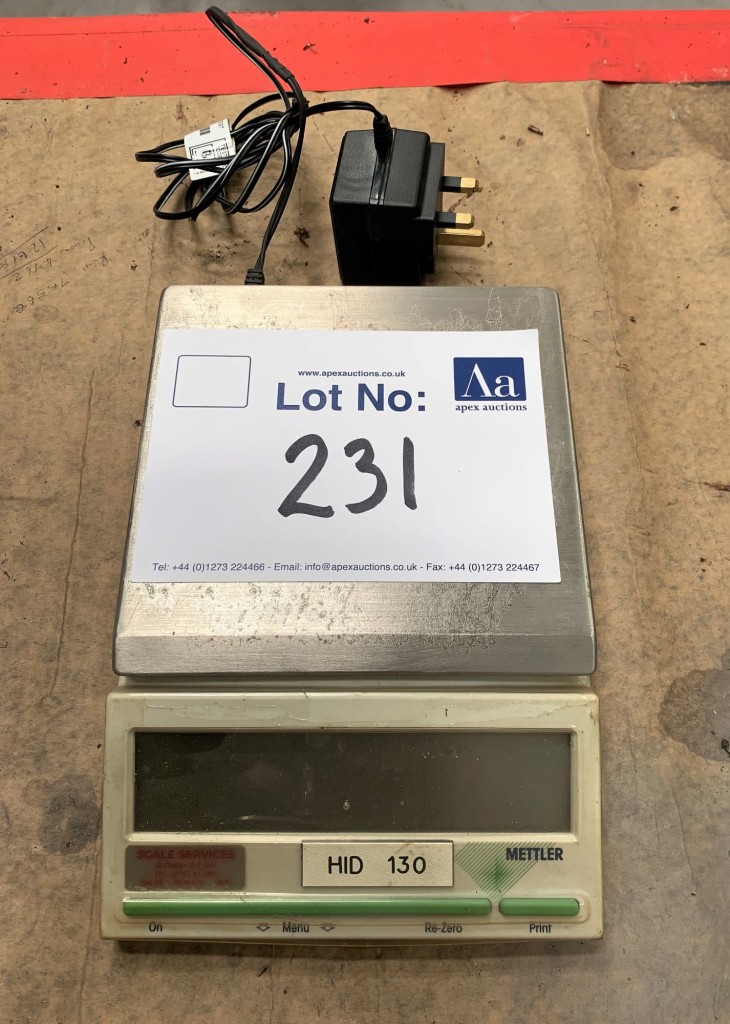 www.apexauctions.co.uk
Lot No:
Aa
apex auctions
231
Tel: +44 (0)1273 224466 - Email: info@apexauctions.co.uk - Fax: +44 (0)1273 224467
SCALE SERVICES
HID 130
METTLER
On
Menu
Re-Zero
Print